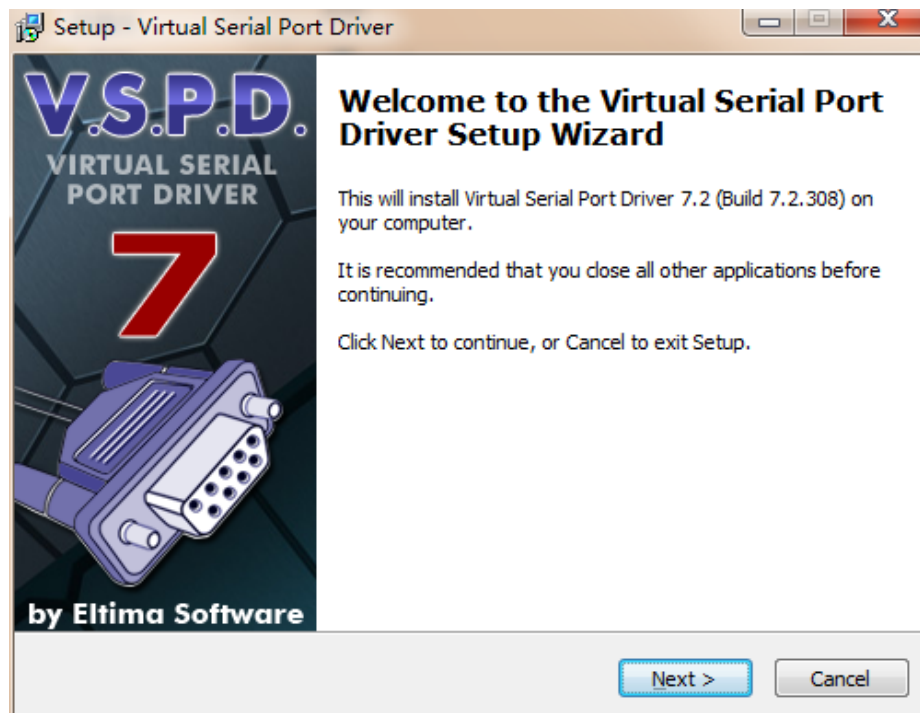 Setup - Virtual Serial Port Driver
V.S.P.D.
VIRTUAL SERIAL
PORT DRIVER
7
by Eltima Software
Welcome to the Virtual Serial Port
Driver Setup Wizard
This will install Virtual Serial Port Driver 7.2 (Build 7.2.308) on
your computer.
It is recommended that you close all other applications before
continuing.
Click Next to continue, or Cancel to exit Setup.
Next >
Cancel